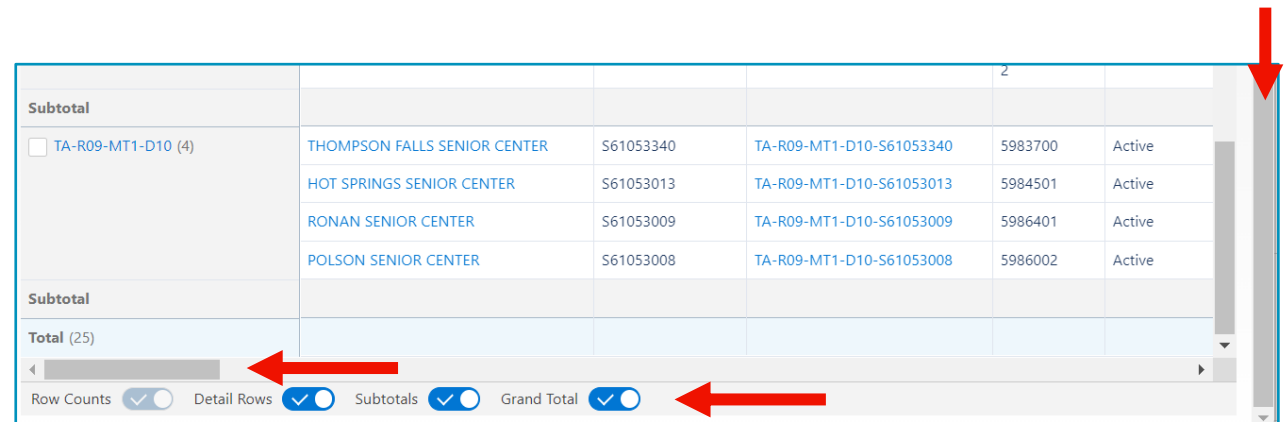 2
Subtotal
TA-R09-MT1-D10 (4) THOMPSON FALLS SENIOR CENTER S61053340 TA-R09-MT1-D10-S61053340 5983700 Active
HOT SPRINGS SENIOR CENTER S61053013 TA-R09-MT1-D10-S61053013 5984501 Active
RONAN SENIOR CENTER S61053009 TA-R09-MT1-D10-S61053009 5986401 Active
POLSON SENIOR CENTER S61053008 TA-R09-MT1-D10-S61053008 5986002 Active
Subtotal
Total (25)
Row Counts Detail Rows Subtotals Grand Total